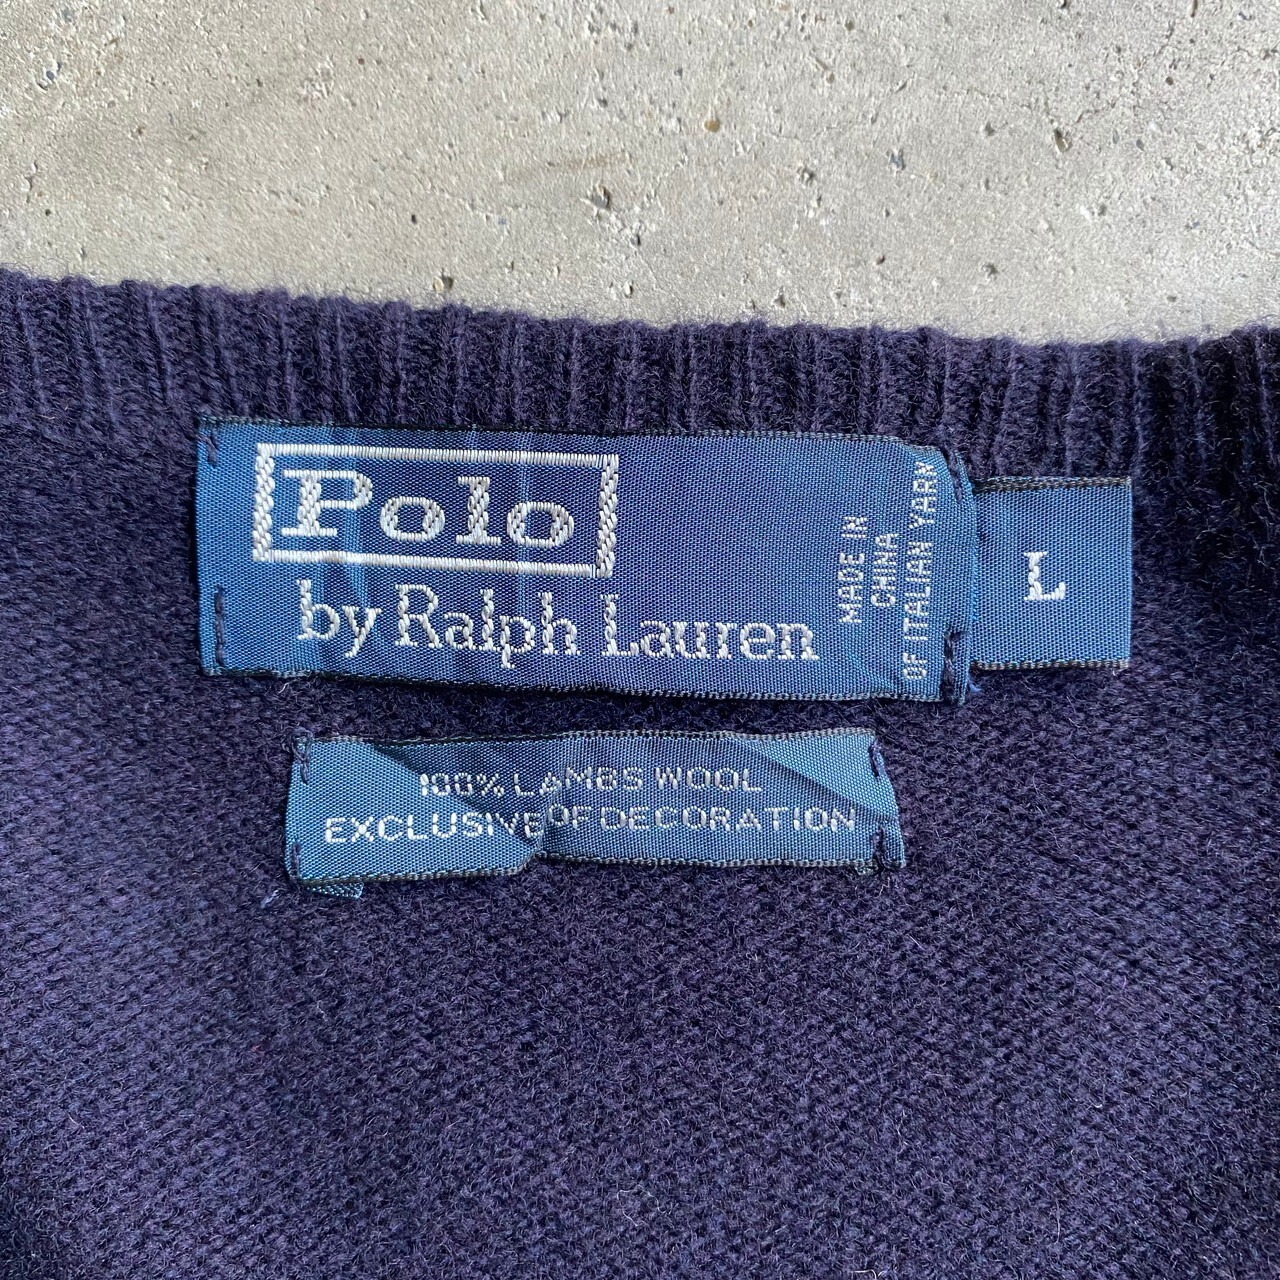 Polo
by Ralph Lauren
MADE IN
CHINA
OF ITALIAN YARN
L
100% LAMBS WOOL
EXCLUSIVE OF DECORATION